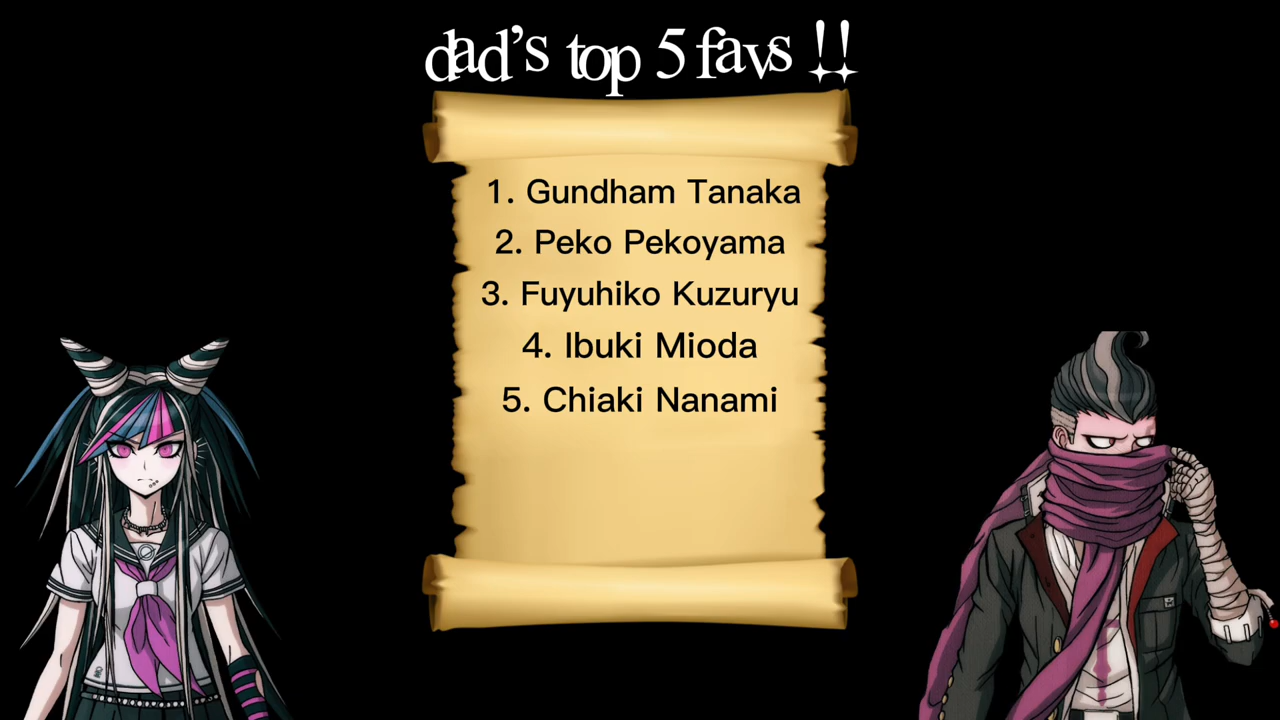 dad's top 5 favs !!
1. Gundham Tanaka
2. Peko Pekoyama
3. Fuyuhiko Kuzuryu
4. Ibuki Mioda
5. Chiaki Nanami